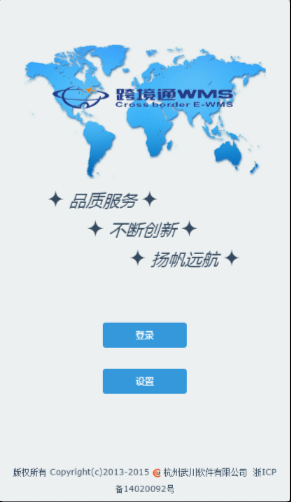 跨境通WMS
Cross border E-WMS
✦ 品质服务 ✦
✦ 不断创新 ✦
✦ 扬帆远航 ✦
登录
设置
版权所有 Copyright(c)2013-2015 杭州武川软件有限公司 浙ICP
备14020092号